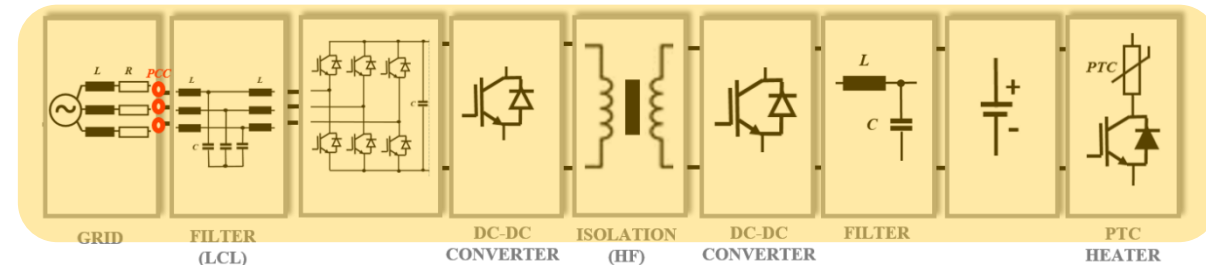 L R PCC
L L
C
C
L
C
+
-
PTC
GRID
FILTER
(LCL)
DC-DC
CONVERTER
ISOLATION
(HF)
DC-DC
CONVERTER
FILTER
PTC
HEATER